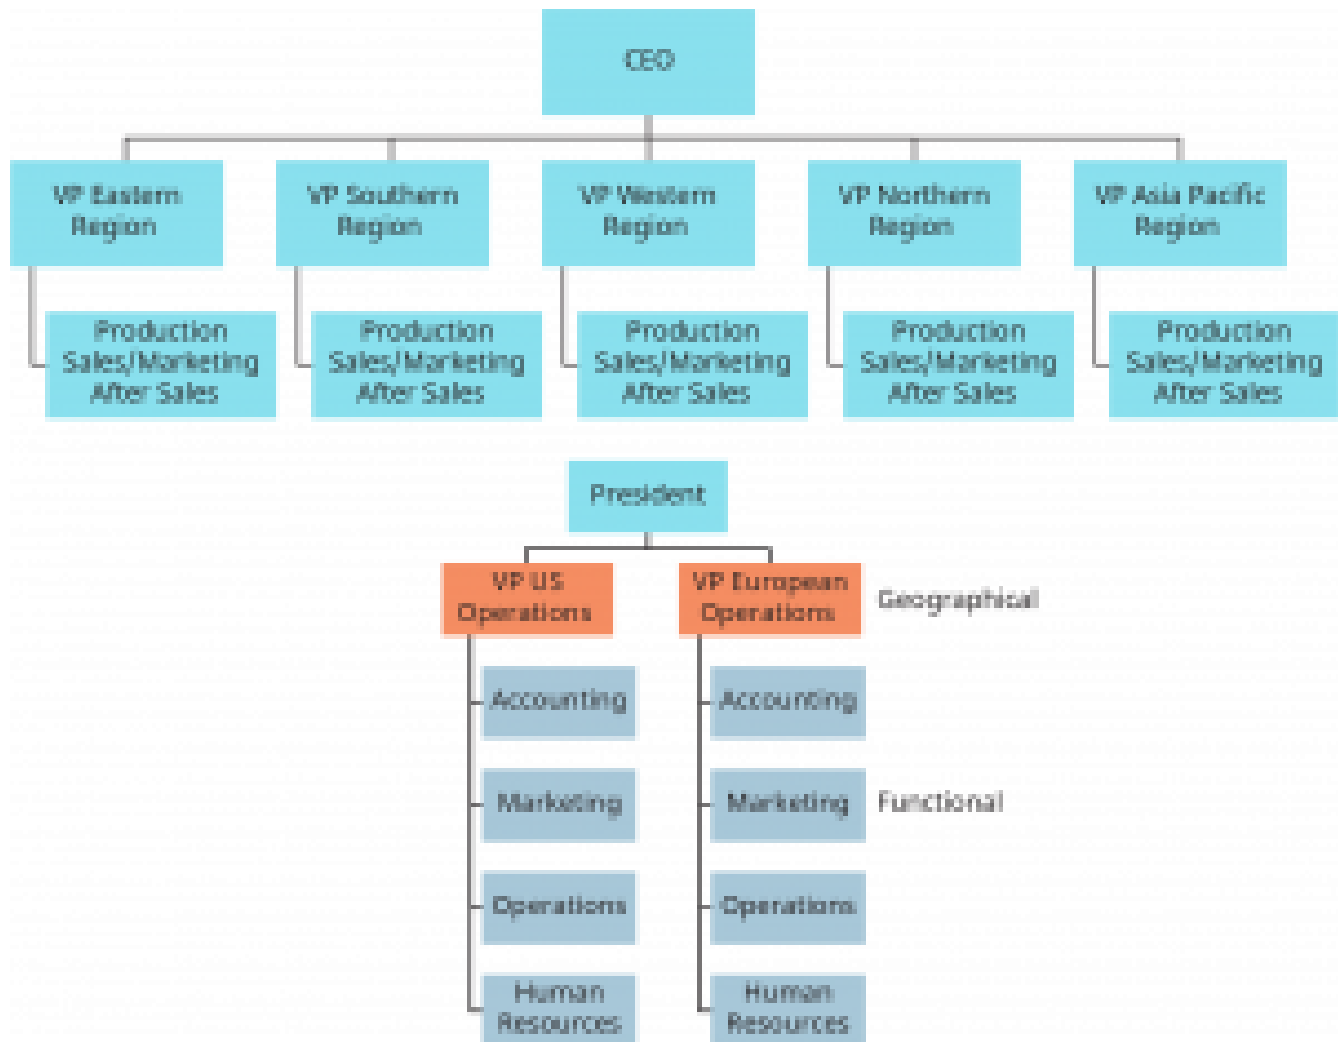 CEO
VP Eastern
Region
VP Southern
Region
VP Western
Region
VP Northern
Region
VP Asia Pacific
Region
Production
Sales/Marketing
After Sales
Production
Sales/Marketing
After Sales
Production
Sales/Marketing
After Sales
Production
Sales/Marketing
After Sales
Production
Sales/Marketing
After Sales
President
VP US
Operations
VP European
Operations
Geographical
Accounting
Accounting
Marketing
Marketing
Functional
Operations
Operations
Human
Resources
Human
Resources